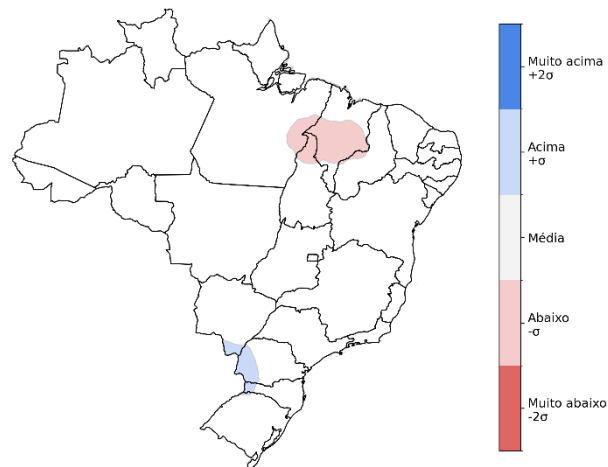 Muito acima
+2σ
Acima
+σ
Média
Abaixo
-σ
Muito abaixo
-2σ